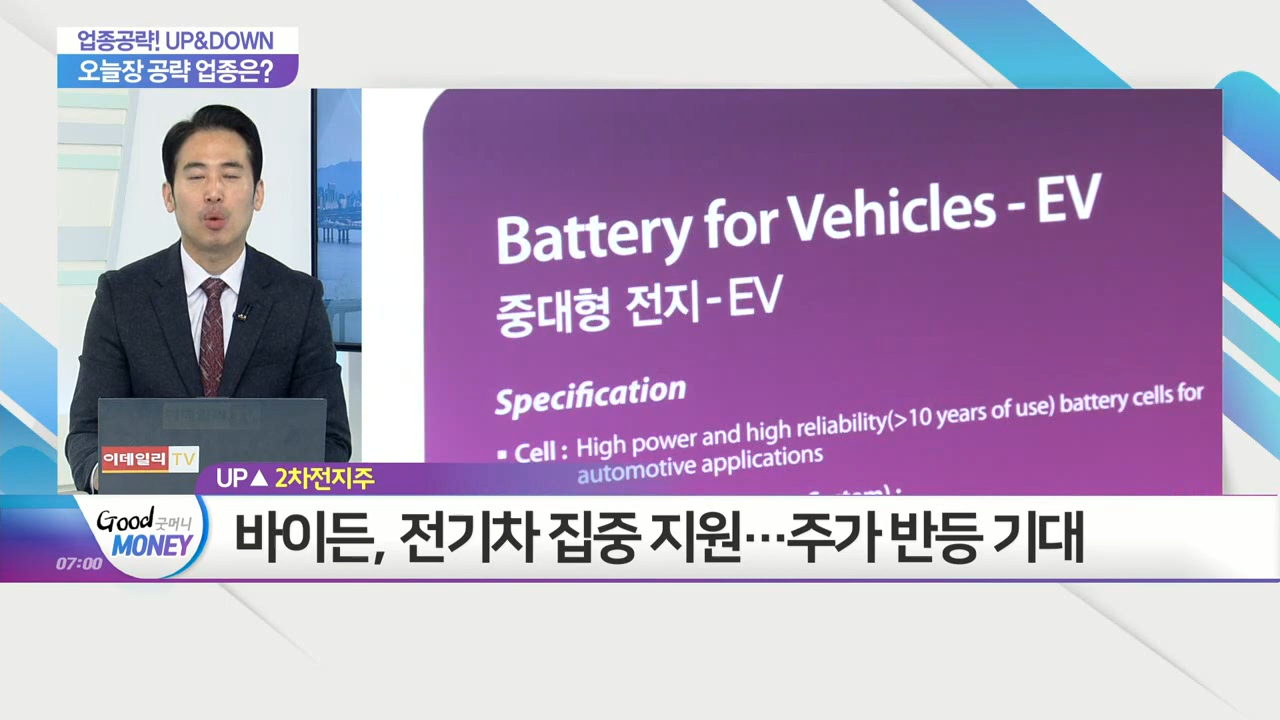 업종공략! UP&DOWN
오늘장 공략 업종은?
Battery for Vehicles - EV
중대형 전지 - EV
Specification
▪ Cell : High power and high reliability(>10 years of use) battery cells for
automotive applications
이데일리 TV
UP▲ 2차전지주
Good 굿머니
MONEY
바이든, 전기차 집중 지원…주가 반등 기대
07:00